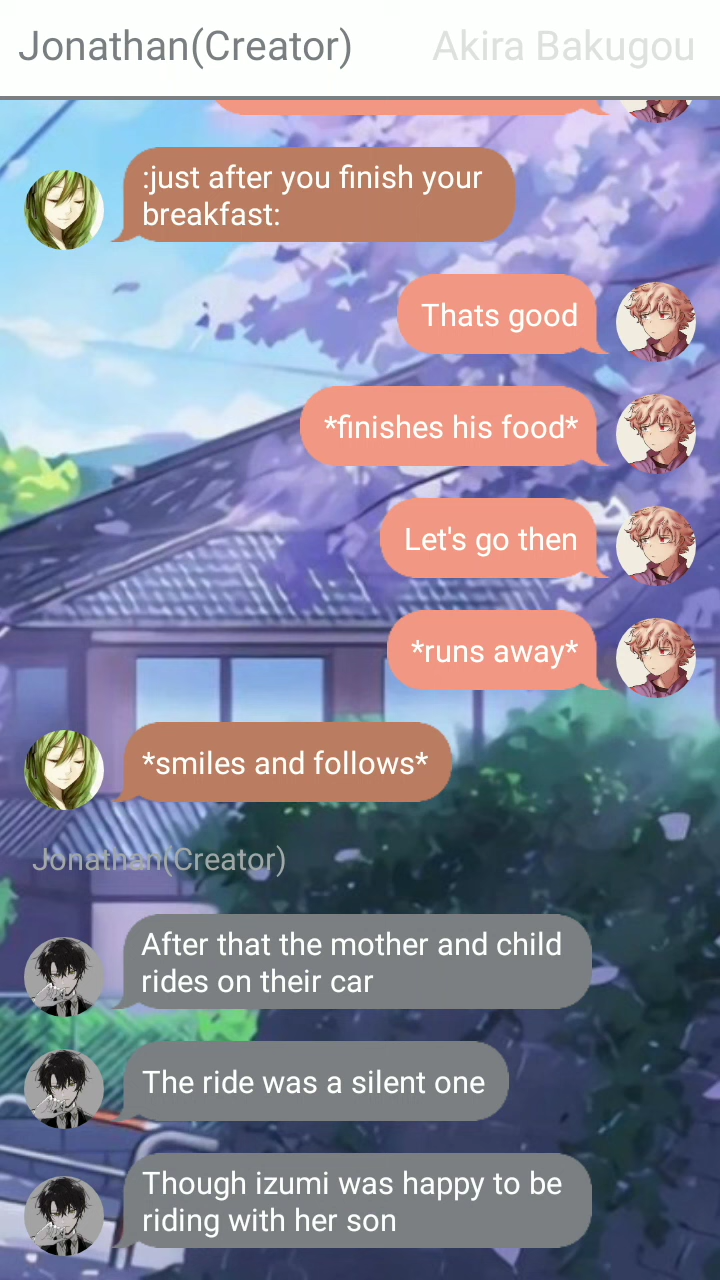 Jonathan(Creator) Akira Bakugou
:just after you finish your
breakfast:
Thats good
*finishes his food*
Let's go then
*runs away*
*smiles and follows*
Jonathan(Creator)
After that the mother and child
rides on their car
The ride was a silent one
Though izumi was happy to be
riding with her son